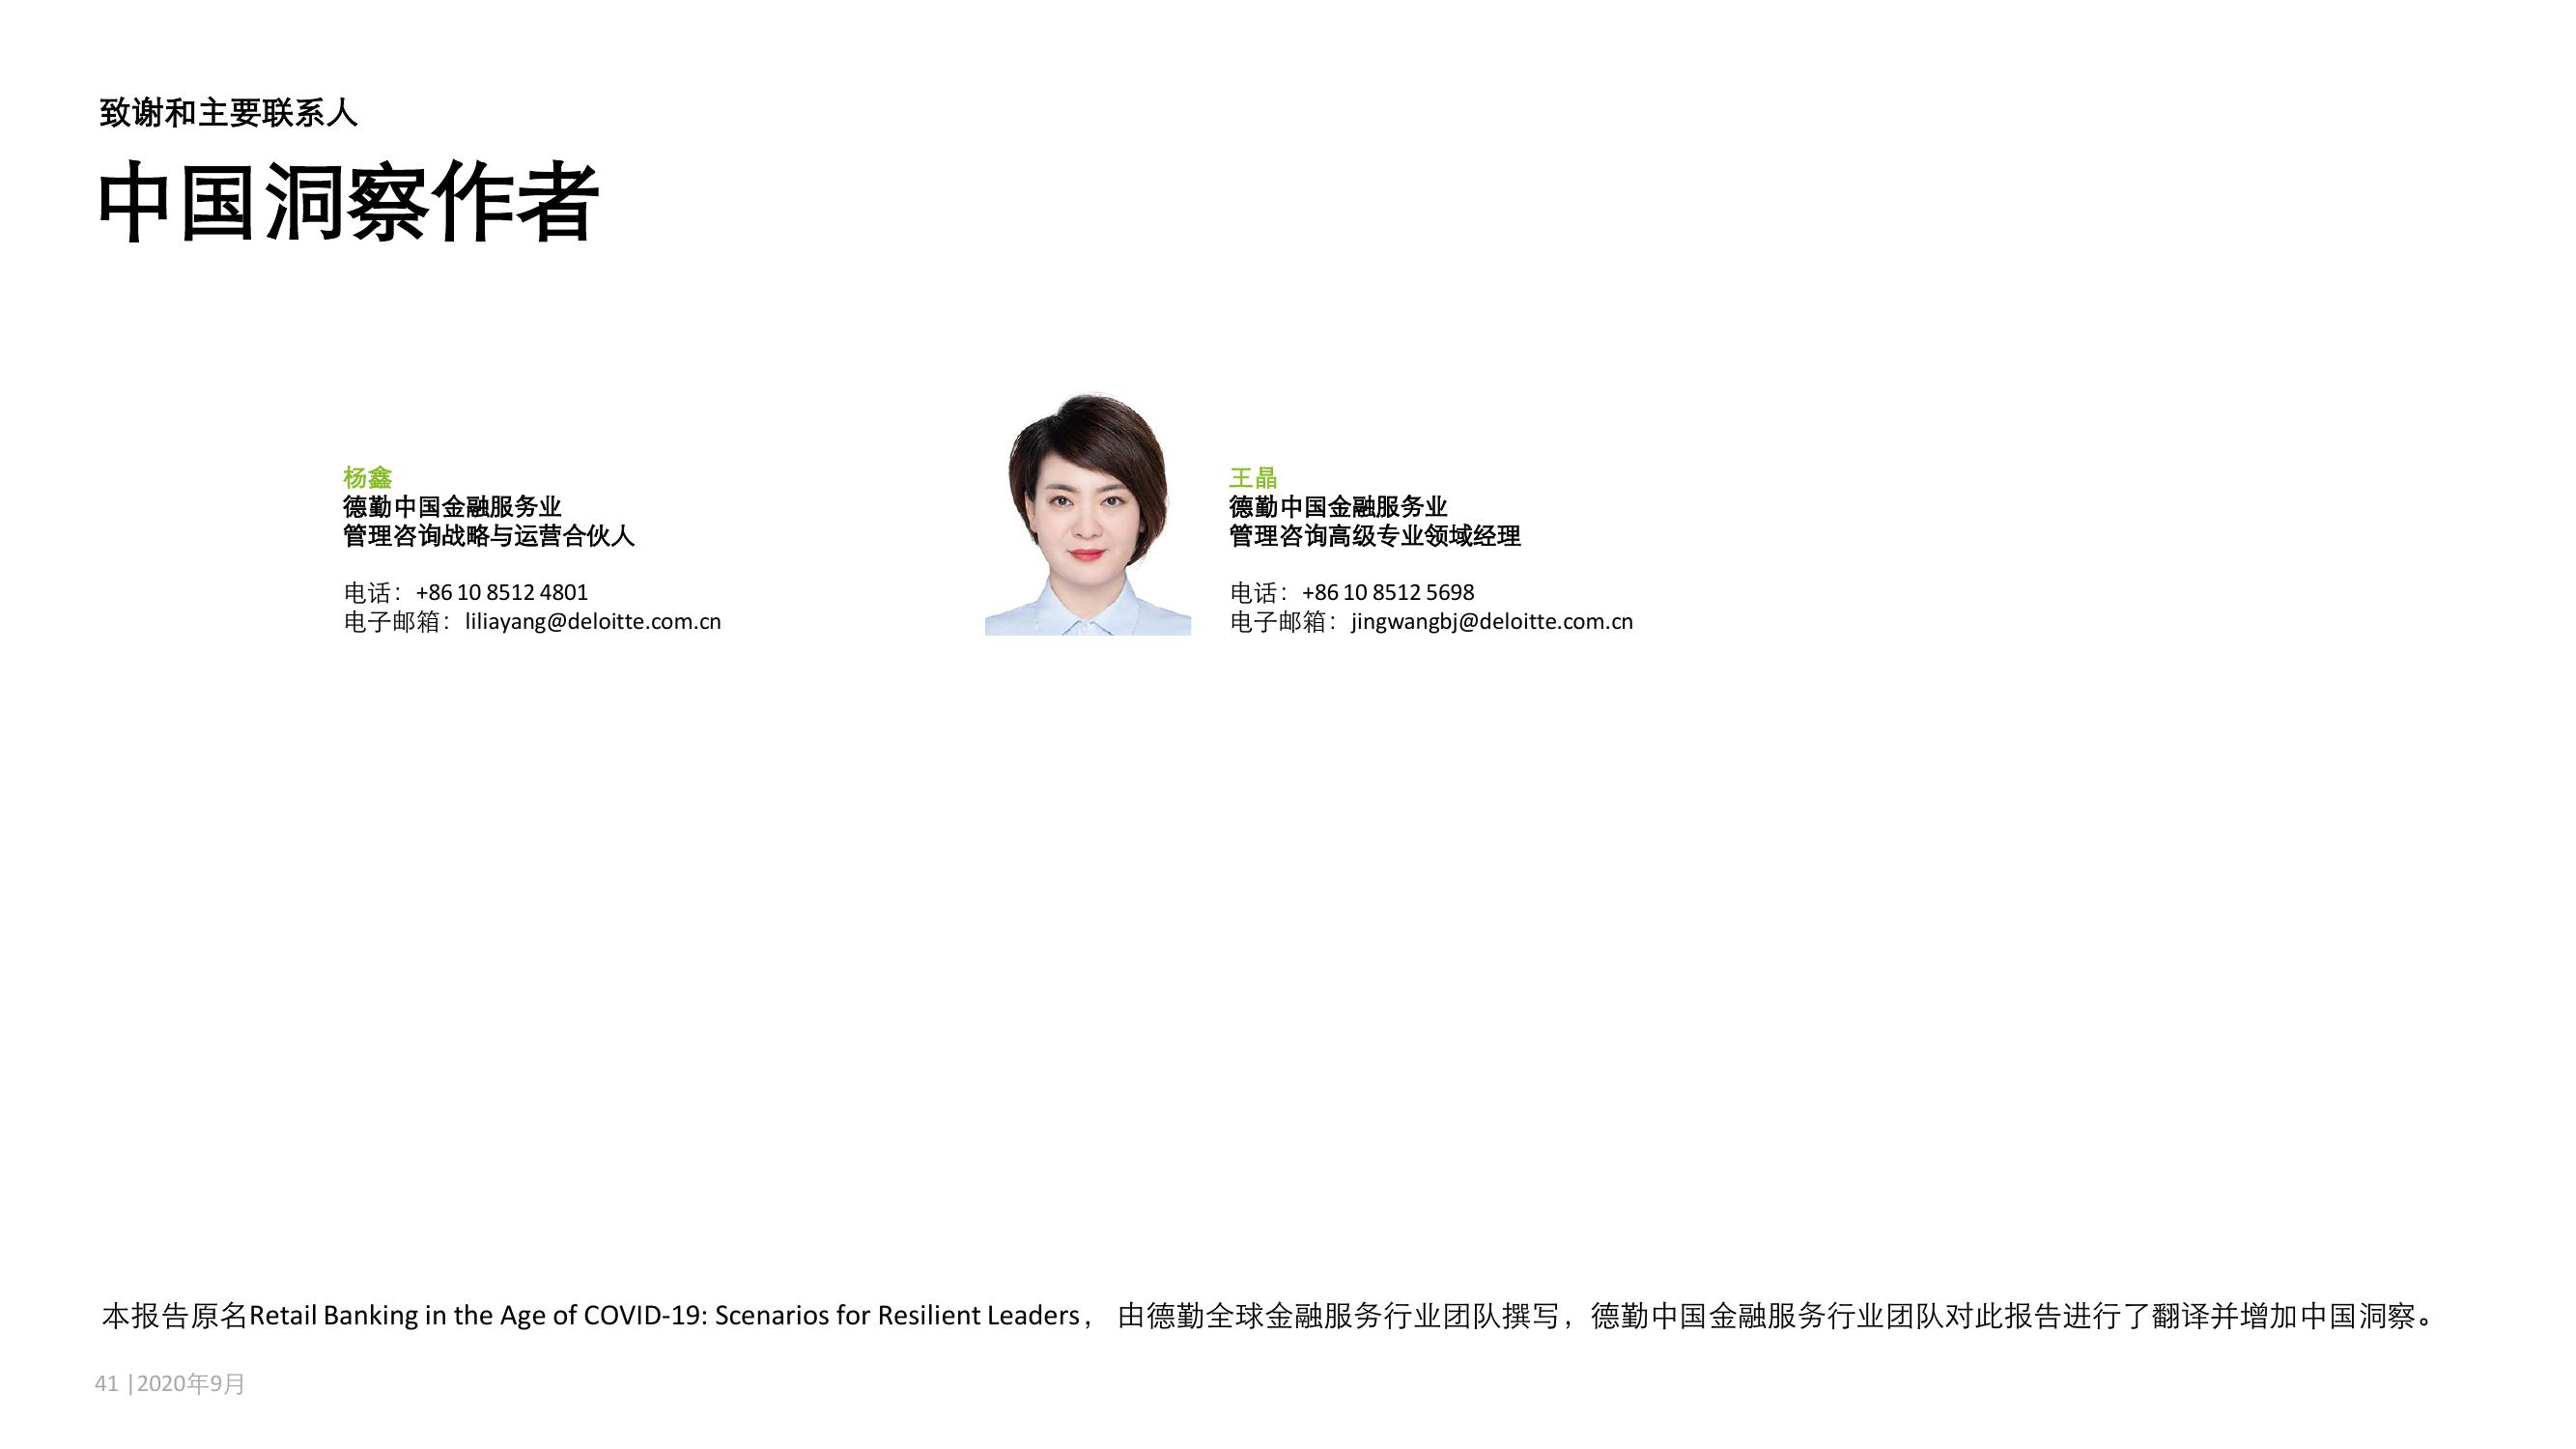 致谢和主要联系人
中国洞察作者
杨鑫
德勤中国金融服务业
管理咨询战略与运营合伙人
电话：+86 10 8512 4801
电子邮箱：liliayang@deloitte.com.cn
王晶
德勤中国金融服务业
管理咨询高级专业领域经理
电话：+86 10 8512 5698
电子邮箱：jingwangbj@deloitte.com.cn
本报告原名Retail Banking in the Age of COVID-19: Scenarios for Resilient Leaders， 由德勤全球金融服务行业团队撰写，德勤中国金融服务行业团队对此报告进行了翻译并增加中国洞察。
41 |2020年9月